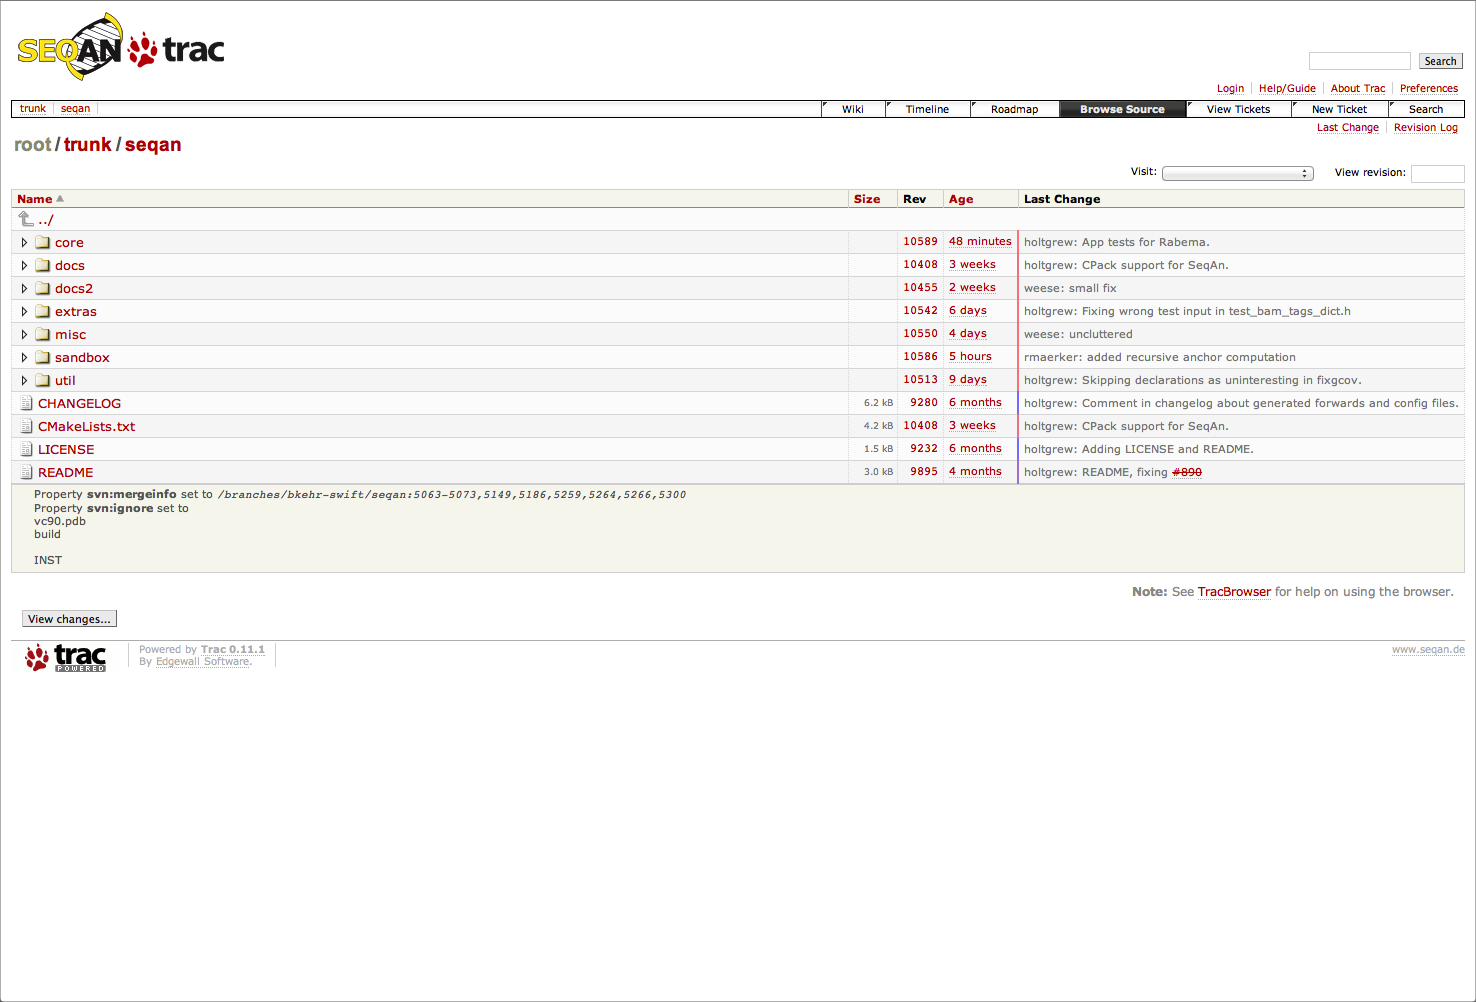 SEQAN trac
Search
Login Help/Guide About Trac Preferences
trunk seqan Wiki Timeline Roadmap Browse Source View Tickets New Ticket Search
Last Change Revision Log
root / trunk / seqan
Visit: View revision:
Name Size Rev Age Last Change
../
core 10589 48 minutes holtgrew: App tests for Rabema.
docs 10408 3 weeks holtgrew: CPack support for SeqAn.
docs2 10455 2 weeks weese: small fix
extras 10542 6 days holtgrew: Fixing wrong test input in test_bam_tags_dict.h
misc 10550 4 days weese: uncluttered
sandbox 10586 5 hours rmaerker: added recursive anchor computation
util 10513 9 days holtgrew: Skipping declarations as uninteresting in fixgcov.
CHANGELOG 6.2 kB 9280 6 months holtgrew: Comment in changelog about generated forwards and config files.
CMakeLists.txt 4.2 kB 10408 3 weeks holtgrew: CPack support for SeqAn.
LICENSE 1.5 kB 9232 6 months holtgrew: Adding LICENSE and README.
README 3.0 kB 9895 4 months holtgrew: README, fixing #890
Property svn:mergeinfo set to /branches/bkehr-swift/seqan:5063-5073,5149,5186,5259,5264,5266,5300
Property svn:ignore set to
vc90.pdb
build
INST
Note: See TracBrowser for help on using the browser.
View changes...
trac POWERED
Powered by Trac 0.11.1
By Edgewall Software.
www.seqan.de